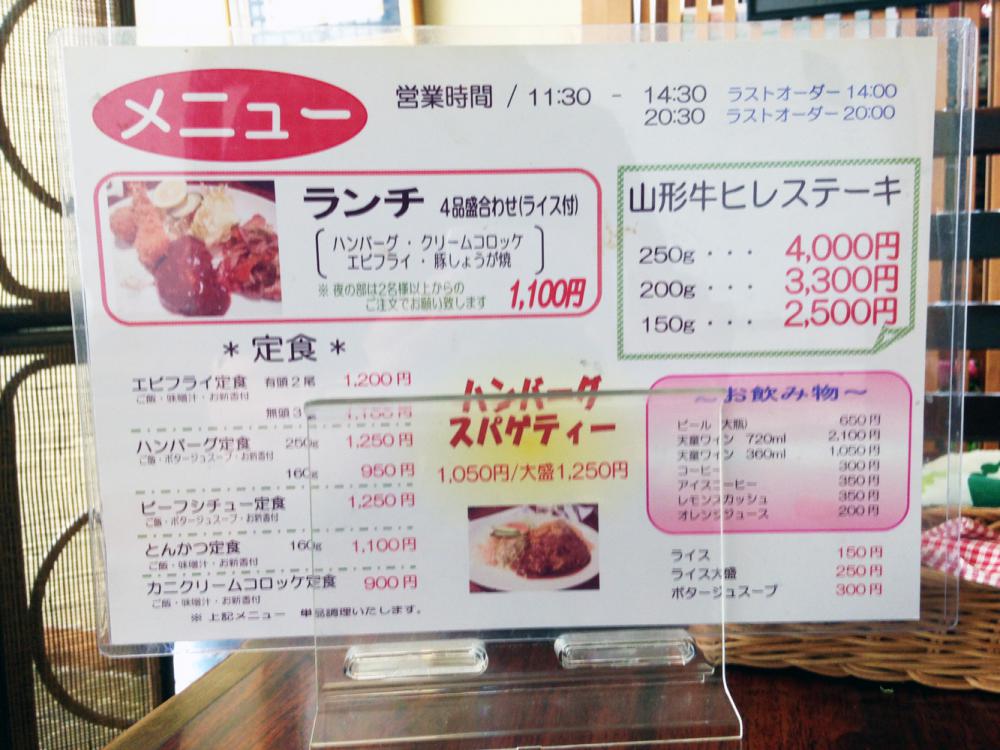 メニュー
営業時間 / 11:30 - 14:30 ラストオーダー 14:00
20:30 ラストオーダー 20:00
ランチ 4品盛合わせ(ライス付)
ハンバーグ・クリームコロッケ
エビフライ・豚しょうが焼
※ 夜の部は2名様以上からの
ご注文でお願い致します
1,100円
山形牛ヒレステーキ
250g ・・・ 4,000円
200g ・・・ 3,300円
150g ・・・ 2,500円
* 定食 *
エビフライ定食 有頭2尾 1,200円
ご飯・味噌汁・お新香付
無頭3 1,100円
ハンバーグ定食 250g 1,250円
ご飯・ポタージュスープ・お新香付
160g 950円
ビーフシチュー定食 1,250円
ご飯・ポタージュスープ・お新香付
とんかつ定食 160g 1,100円
ご飯・味噌汁・お新香付
カニクリームコロッケ定食 900円
ご飯・味噌汁・お新香付
※ 上記メニュー 単品調理いたします。
ハンバーグ
スパゲティー
1,050円/大盛1,250円
～お飲み物～
ビール (大瓶) 650円
天童ワイン 720ml 2,100円
天童ワイン 360ml 1,050円
コーヒー 300円
アイスコーヒー 350円
レモンスカッシュ 350円
オレンジジュース 200円
ライス 150円
ライス大盛 250円
ポタージュスープ 300円